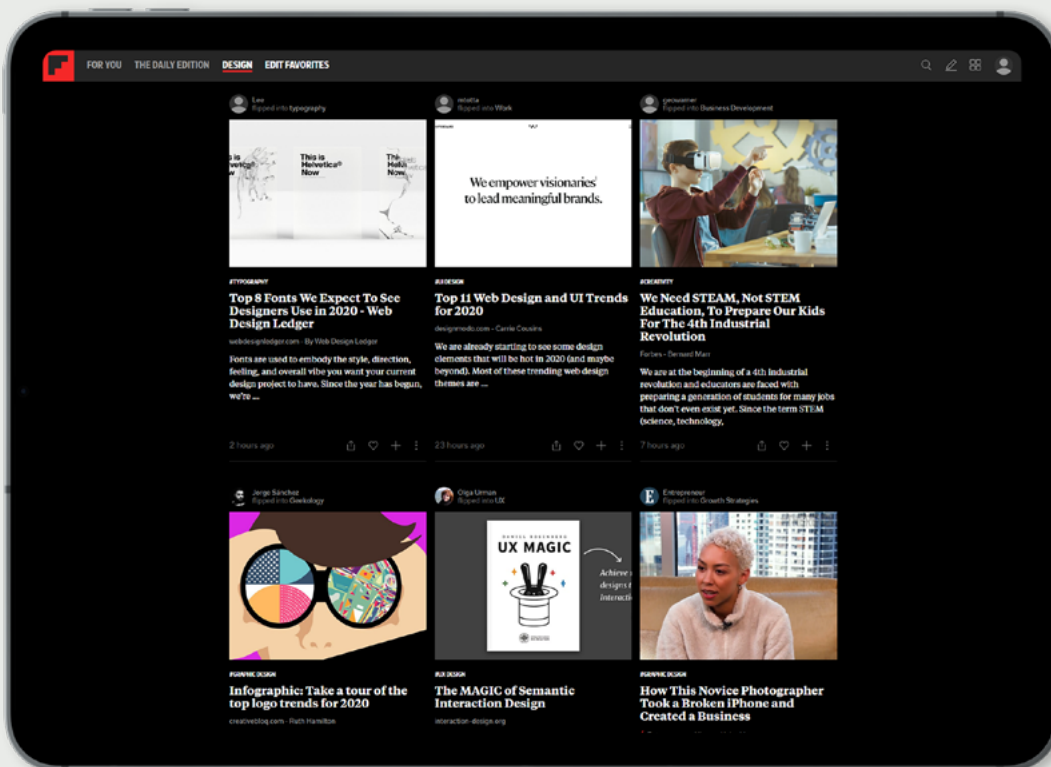 FOR YOU THE DAILY EDITION DESIGN EDIT FAVORITES
Lee
flipped into typography
This is
Helvetica®
Now
#TYPOGRAPHY
Top 8 Fonts We Expect To See
Designers Use in 2020 - Web
Design Ledger
webdesignledger.com - By Web Design Ledger
Fonts are used to embody the style, direction,
feeling, and overall vibe you want your current
design project to have. Since the year has begun,
we're ...
2 hours ago
flipped into Work
We empower visionaries
to lead meaningful brands.
#UI DESIGN
Top 11 Web Design and UI Trends
for 2020
designmodo.com - Carrie Cousins
We are already starting to see some design
elements that will be hot in 2020 (and maybe
beyond). Most of these trending web design
themes are ...
23 hours ago
flipped into Business Development
#CREATIVITY
We Need STEAM, Not STEM
Education, To Prepare Our Kids
For The 4th Industrial
Revolution
Forbes - Bernard Marr
We are at the beginning of a 4th industrial
revolution and educators are faced with
preparing a generation of students for many jobs
that don't even exist yet. Since the term STEM
(science, technology,
7 hours ago
Jorge Sánchez
flipped into Geekology
#GRAPHIC DESIGN
Infographic: Take a tour of the
top logo trends for 2020
creativebloq.com - Ruth Hamilton
Olga Urman
flipped into UX
DANIEL ROSENBERG
UX MAGIC
Achieve
designs
#UX DESIGN
The MAGIC of Semantic
Interaction Design
interaction-design.org
E
Entrepreneur
flipped into Growth Strategies
#GRAPHIC DESIGN
How This Novice Photographer
Took a Broken iPhone and
Created a Business